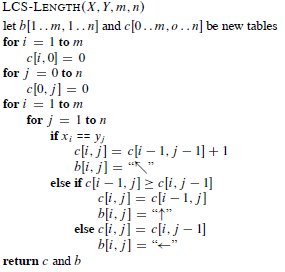 LCS-LENGTH(X, Y, m, n)
let b[1..m, 1..n] and c[0..m, o..n] be new tables
for i = 1 to m
c[i, 0] = 0
for j = 0 to n
c[0, j] = 0
for i = 1 to m
for j = 1 to n
if xᵢ == yⱼ
c[i, j] = c[i − 1, j − 1] + 1
b[i, j] = “↖”
else if c[i − 1, j] ≥ c[i, j − 1]
c[i, j] = c[i − 1, j]
b[i, j] = “↑”
else c[i, j] = c[i, j − 1]
b[i, j] = “←”
return c and b